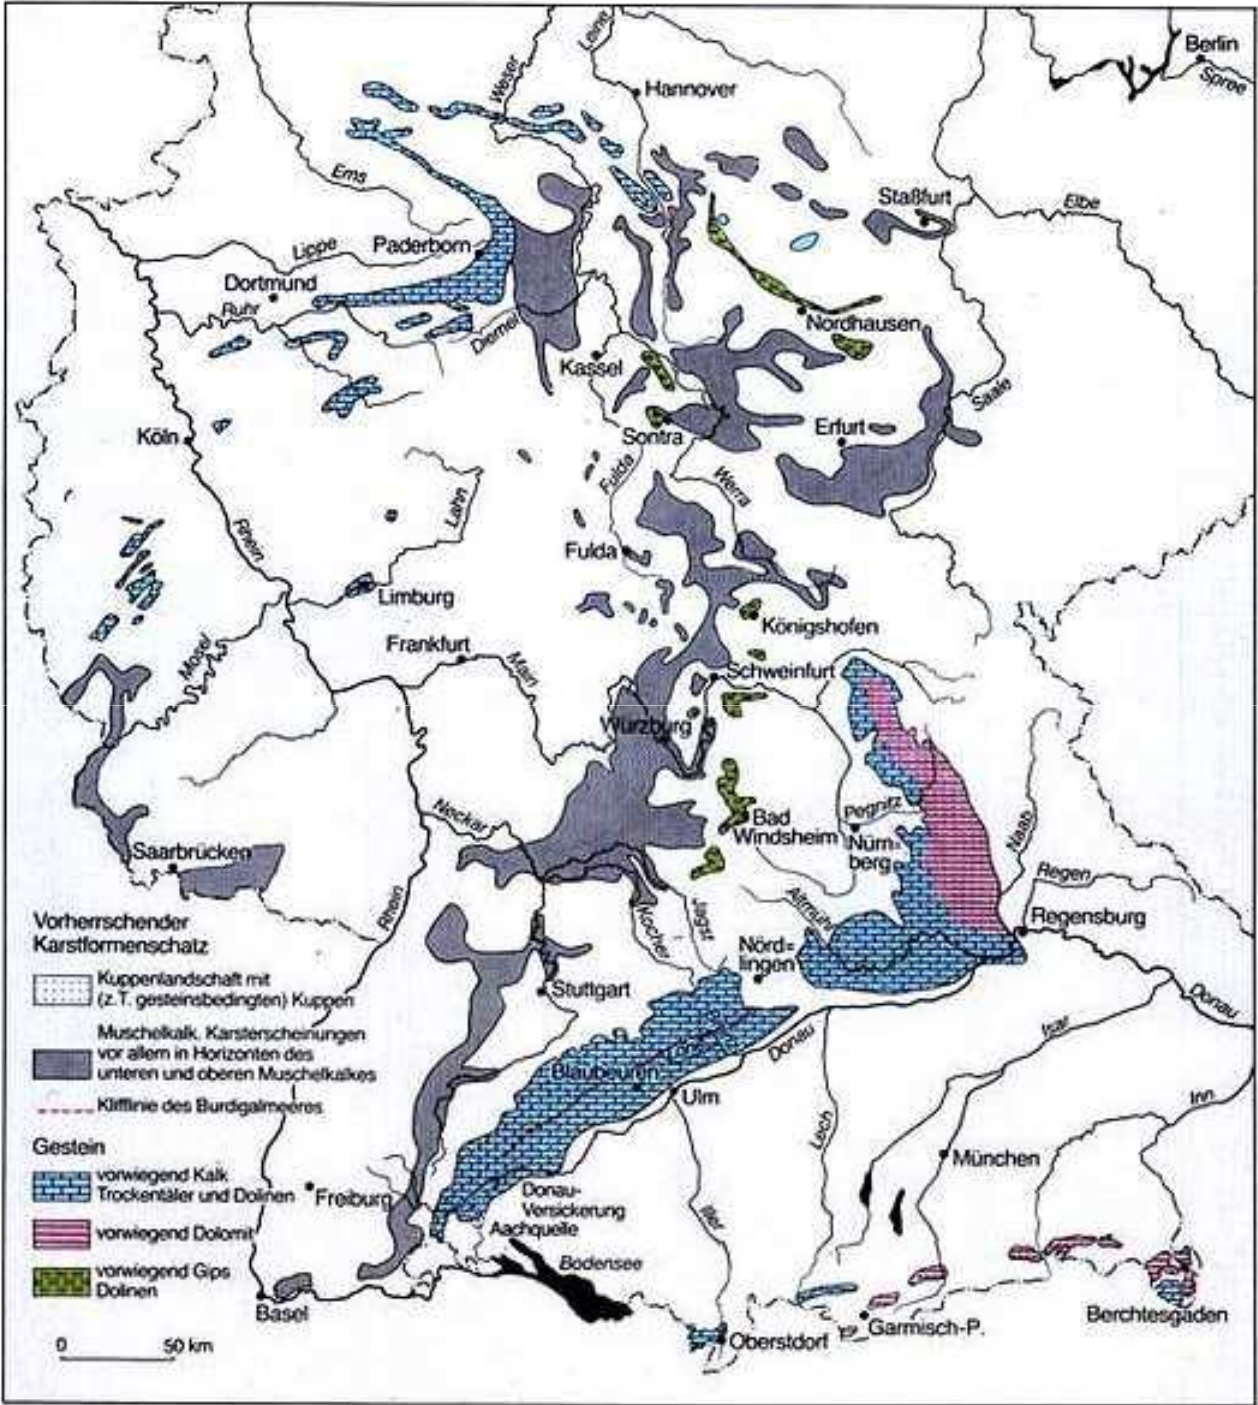 Berlin
Spree
Leine
Weser
Hannover
Ems
Staßfurt
Elbe
Lippe
Paderborn
Dortmund
Ruhr
Diemel
Nordhausen
Kassel
Saale
Köln
Sontra
Erfurt
Fulda
Werra
Lahn
Rhein
Fulda
Limburg
Königshofen
Mosel
Frankfurt
Main
Schweinfurt
Würzburg
Neckar
Pegnitz
Bad
Windsheim
Nürn=
berg
Naab
Saarbrücken
Regen
Rhein
Kocher
Jagst
Altmühl
Regensburg
Nörd=
lingen
Stuttgart
Donau
Isar
Donau
Blaubeuren
Ulm
Inn
Lech
München
Freiburg
Donau-
Versickerung
Aachquelle
Iller
Bodensee
Basel
Berchtesgaden
Oberstdorf
Garmisch-P.
Vorherrschender
Karstformenschatz
Kuppenlandschaft mit
(z.T. gesteinsbedingten) Kuppen
Muschelkalk. Karsterscheinungen
vor allem in Horizonten des
unteren und oberen Muschelkalkes
Klifflinie des Burdigalmeeres
Gestein
vorwiegend Kalk
Trockentäler und Dolinen
vorwiegend Dolomit
vorwiegend Gips
Dolinen
0 50 km